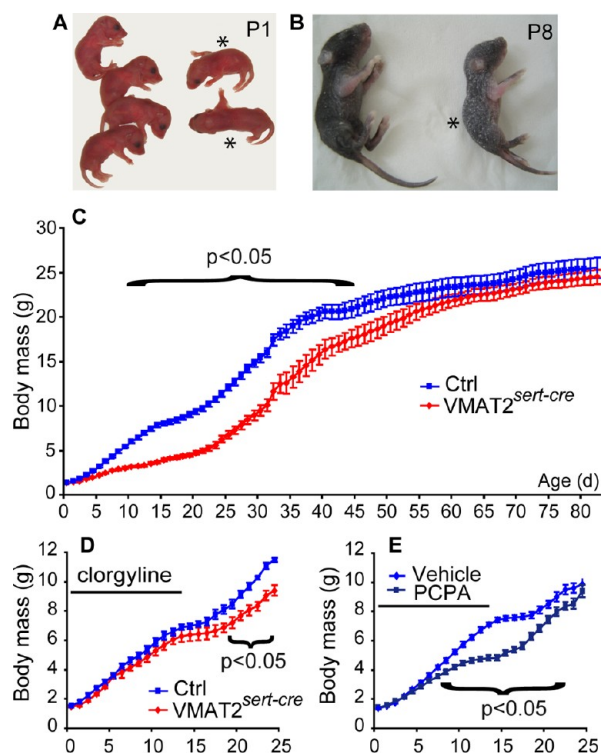 A P1
*
*
B P8
*
C
30
25
20
15
10
5
0
Body mass (g)
p<0.05
Ctrl
VMAT2sert-cre
Age (d)
0 5 10 15 20 25 30 35 40 45 50 55 60 65 70 75 80
D
12
10
8
6
4
2
0
Body mass (g)
clorgyline
p<0.05
Ctrl
VMAT2sert-cre
0 5 10 15 20 25
E
12
10
8
6
4
2
0
Body mass (g)
Vehicle
PCPA
p<0.05
0 5 10 15 20 25